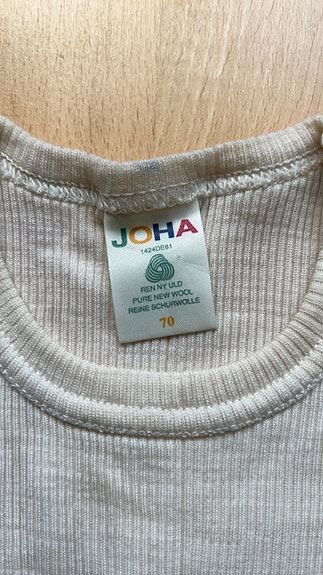 JOHA
1424DE61
®
REN NY ULD
PURE NEW WOOL
REINE SCHURWOLLE
70